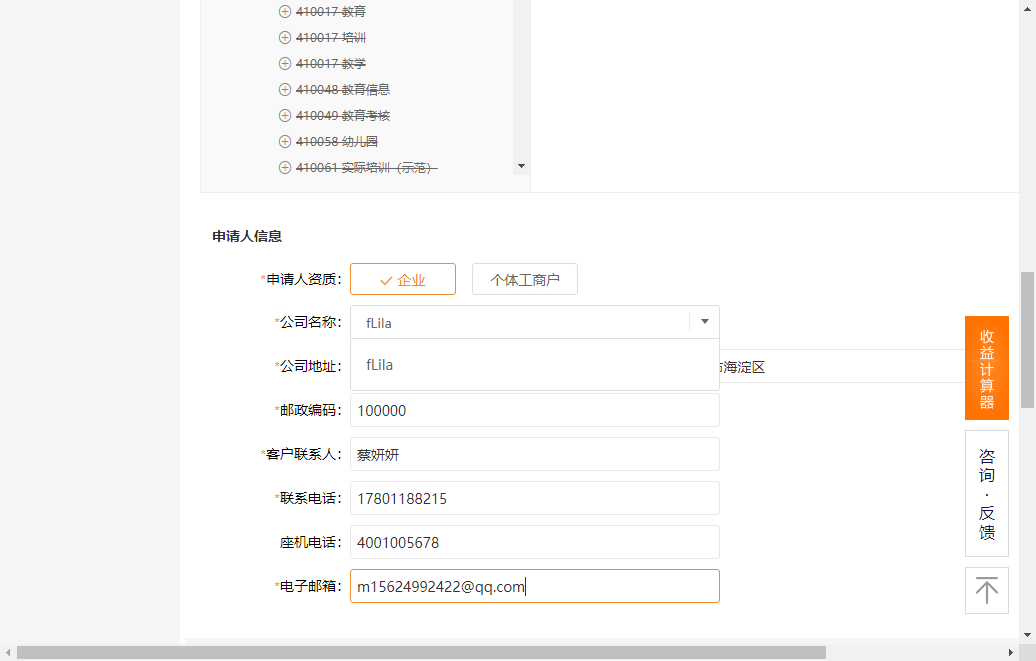 410017 教育
410017 培训
410017 教学
410048 教育信息
410049 教育考核
410058 幼儿园
410061 实际培训（示范）
申请人信息
*申请人资质： 企业 个体工商户
*公司名称： fLila
fLila
*公司地址： 海淀区
*邮政编码： 100000
*客户联系人： 蔡妍妍
*联系电话： 17801188215
座机电话： 4001005678
*电子邮箱： m15624992422@qq.com
收益计算器
咨询·反馈